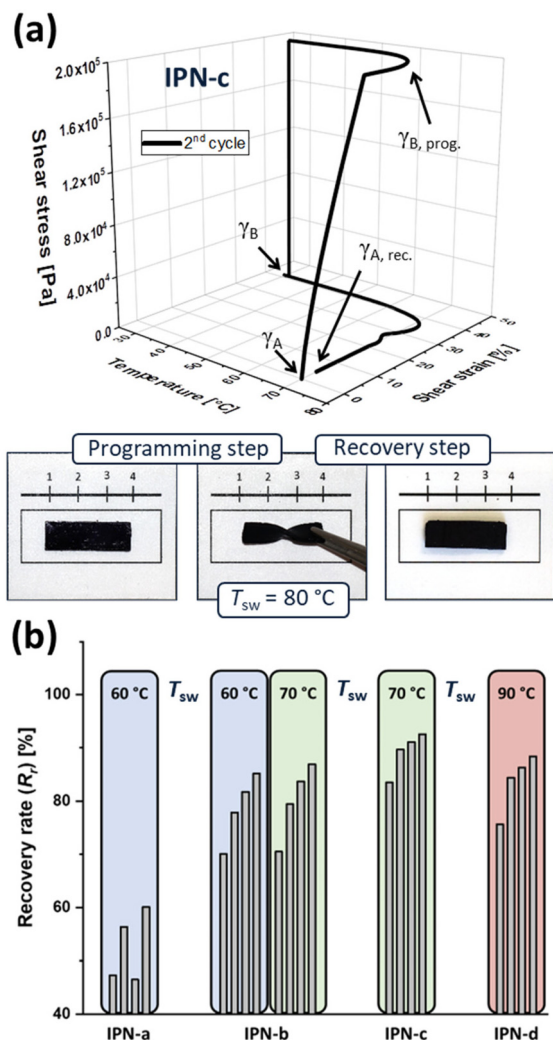 (a)
IPN-c
2nd cycle
Shear stress [Pa]
2.0x10⁵
1.6x10⁵
1.2x10⁵
8.0x10⁴
4.0x10⁴
0.0
γB, prog.
γB
γA, rec.
γA
30
40
50
60
70
80
Temperature [°C]
0
10
20
30
40
50
Shear strain [%]
Programming step
Recovery step
1 2 3 4
1 2 3 4
1 2 3 4
Tsw = 80 °C
(b)
Recovery rate (Rr) [%]
100
80
60
40
60 °C Tsw 60 °C 70 °C Tsw 70 °C Tsw 90 °C
IPN-a IPN-b IPN-c IPN-d